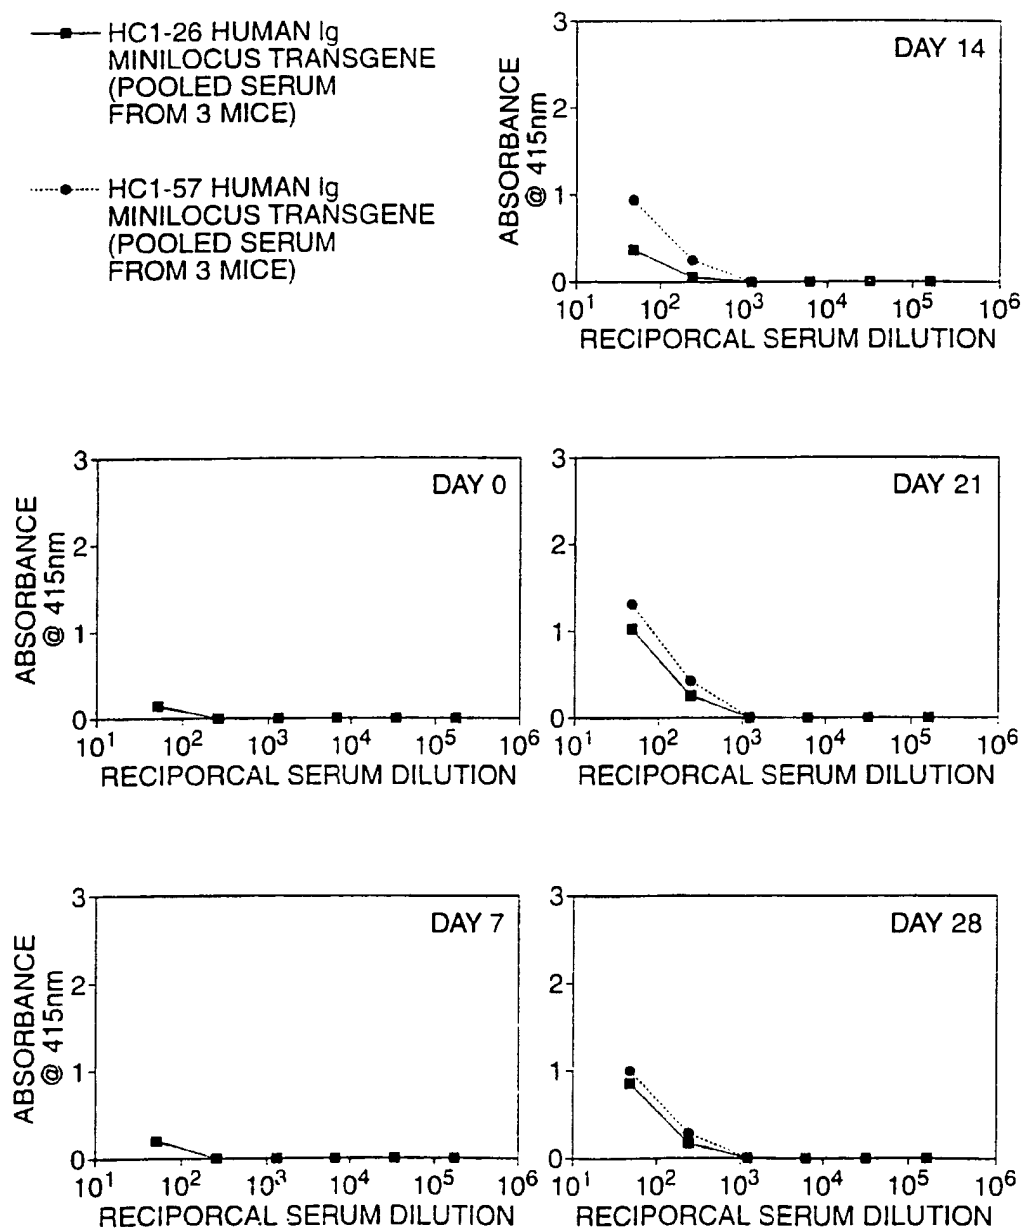 HC1-26 HUMAN Ig
MINILOCUS TRANSGENE
(POOLED SERUM
FROM 3 MICE)
HC1-57 HUMAN Ig
MINILOCUS TRANSGENE
(POOLED SERUM
FROM 3 MICE)
DAY 14
ABSORBANCE
@ 415nm
3
2
1
0
10¹ 10² 10³ 10⁴ 10⁵ 10⁶
RECIPORCAL SERUM DILUTION
DAY 0
ABSORBANCE
@ 415nm
3
2
1
0
10¹ 10² 10³ 10⁴ 10⁵ 10⁶
RECIPORCAL SERUM DILUTION
DAY 21
3
2
1
0
10¹ 10² 10³ 10⁴ 10⁵ 10⁶
RECIPORCAL SERUM DILUTION
DAY 7
ABSORBANCE
@ 415nm
3
2
1
0
10¹ 10² 10³ 10⁴ 10⁵ 10⁶
RECIPORCAL SERUM DILUTION
DAY 28
3
2
1
0
10¹ 10² 10³ 10⁴ 10⁵ 10⁶
RECIPORCAL SERUM DILUTION